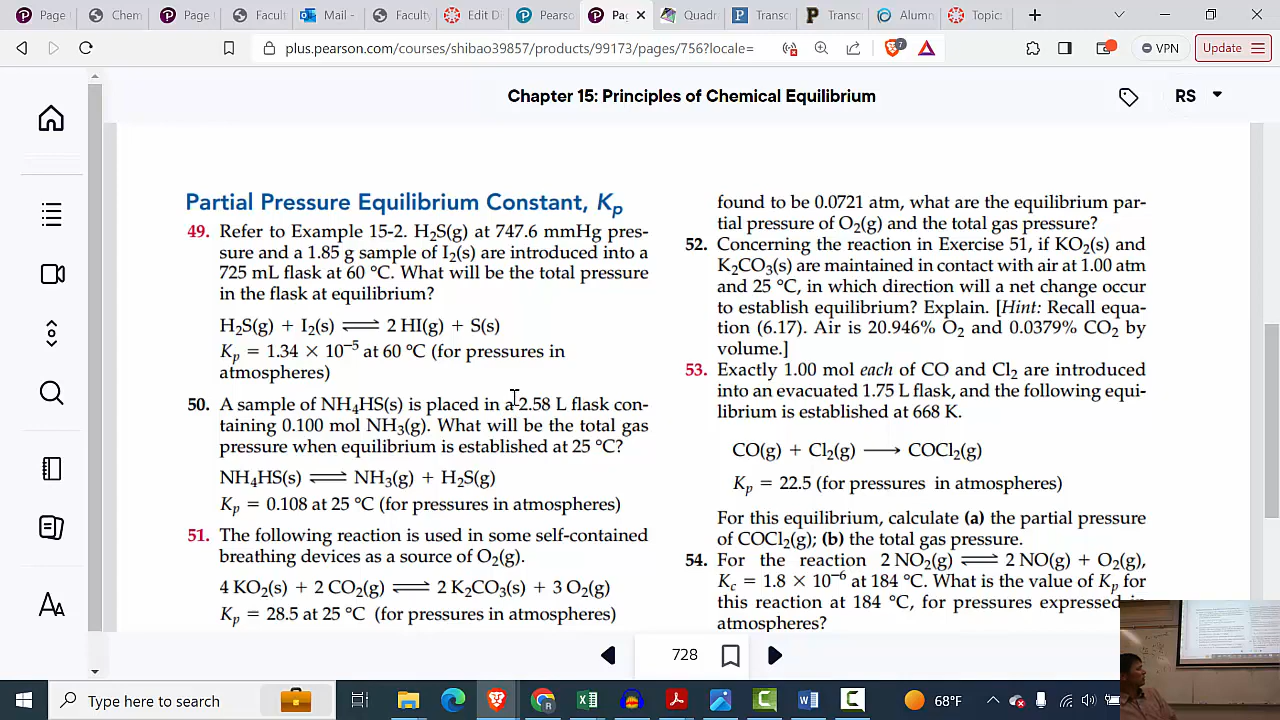 Page
Chem
Page
Facult
Mail -
Faculty
Edit Di
Pearso
Pag
Quadr
Transc
Transc
Alumn
Topic:
plus.pearson.com/courses/shibao39857/products/99173/pages/756?locale=
7
VPN
Update
Chapter 15: Principles of Chemical Equilibrium
RS
Partial Pressure Equilibrium Constant, Kp
49. Refer to Example 15-2. H2S(g) at 747.6 mmHg pres-
sure and a 1.85 g sample of I2(s) are introduced into a
725 mL flask at 60 °C. What will be the total pressure
in the flask at equilibrium?
H2S(g) + I2(s) ⇌ 2 HI(g) + S(s)
Kp = 1.34 × 10−5 at 60 °C (for pressures in
atmospheres)
50. A sample of NH4HS(s) is placed in a 2.58 L flask con-
taining 0.100 mol NH3(g). What will be the total gas
pressure when equilibrium is established at 25 °C?
NH4HS(s) ⇌ NH3(g) + H2S(g)
Kp = 0.108 at 25 °C (for pressures in atmospheres)
51. The following reaction is used in some self-contained
breathing devices as a source of O2(g).
4 KO2(s) + 2 CO2(g) ⇌ 2 K2CO3(s) + 3 O2(g)
Kp = 28.5 at 25 °C (for pressures in atmospheres)
found to be 0.0721 atm, what are the equilibrium par-
tial pressure of O2(g) and the total gas pressure?
52. Concerning the reaction in Exercise 51, if KO2(s) and
K2CO3(s) are maintained in contact with air at 1.00 atm
and 25 °C, in which direction will a net change occur
to establish equilibrium? Explain. [Hint: Recall equa-
tion (6.17). Air is 20.946% O2 and 0.0379% CO2 by
volume.]
53. Exactly 1.00 mol each of CO and Cl2 are introduced
into an evacuated 1.75 L flask, and the following equi-
librium is established at 668 K.
CO(g) + Cl2(g) ⟶ COCl2(g)
Kp = 22.5 (for pressures in atmospheres)
For this equilibrium, calculate (a) the partial pressure
of COCl2(g); (b) the total gas pressure.
54. For the reaction 2 NO2(g) ⇌ 2 NO(g) + O2(g),
Kc = 1.8 × 10−6 at 184 °C. What is the value of Kp for
this reaction at 184 °C, for pressures expressed in
atmospheres?
728
Type here to search
68°F